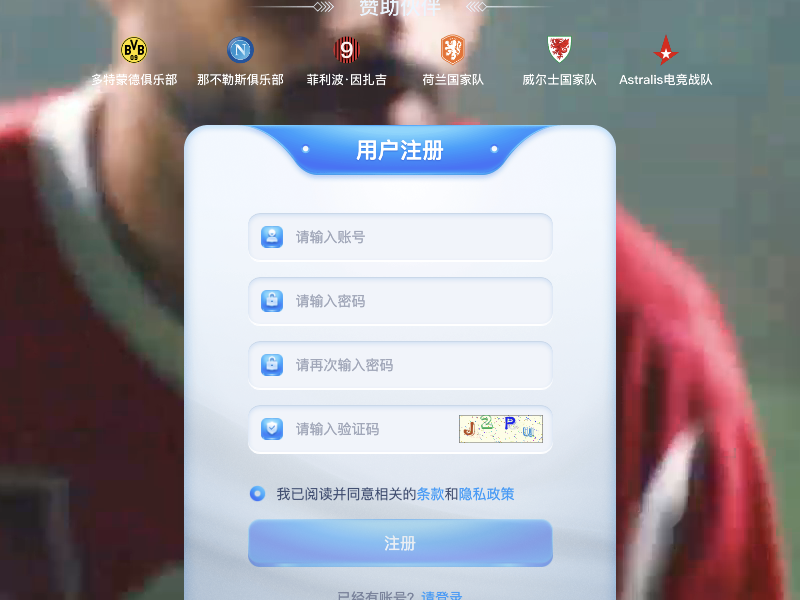 赞助伙伴
多特蒙德俱乐部 那不勒斯俱乐部 菲利波·因扎吉 荷兰国家队 威尔士国家队 Astralis电竞战队
用户注册
请输入账号
请输入密码
请再次输入密码
请输入验证码 J Z P u
我已阅读并同意相关的条款和隐私政策
注册
已经有账号? 请登录